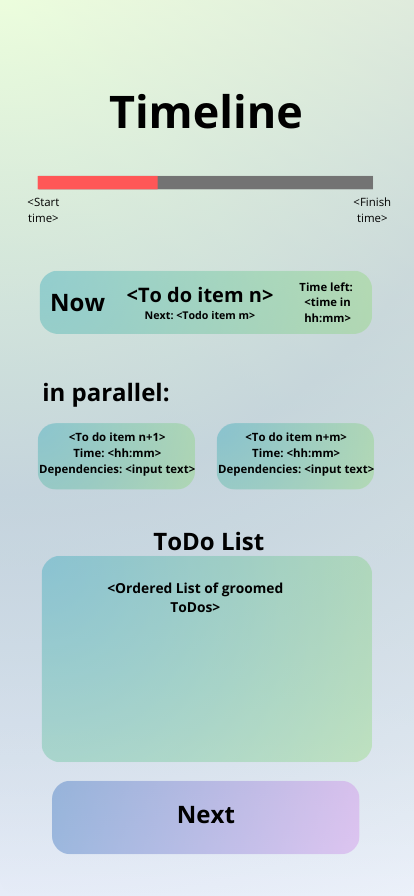 Timeline
<Start
time>
<Finish
time>
Now
<To do item n>
Next: <Todo item m>
Time left:
<time in
hh:mm>
in parallel:
<To do item n+1>
Time: <hh:mm>
Dependencies: <input text>
<To do item n+m>
Time: <hh:mm>
Dependencies: <input text>
ToDo List
<Ordered List of groomed
ToDos>
Next